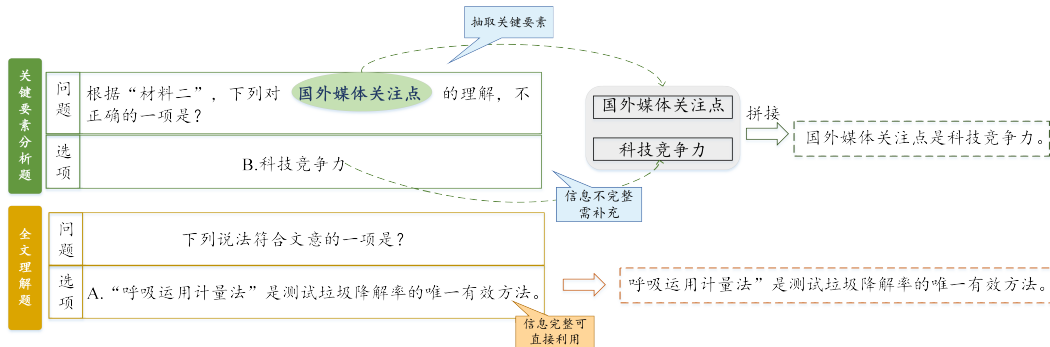 抽取关键要素
关键要素分析题
问题
根据“材料二”，下列对 国外媒体关注点 的理解，不
正确的一项是？
选项
B.科技竞争力
国外媒体关注点
科技竞争力
拼接
国外媒体关注点是科技竞争力。
信息不完整
需补充
全文理解题
问题
下列说法符合文意的一项是？
选项
A.“呼吸运用计量法”是测试垃圾降解率的唯一有效方法。
呼吸运用计量法”是测试垃圾降解率的唯一有效方法。
信息完整可
直接利用